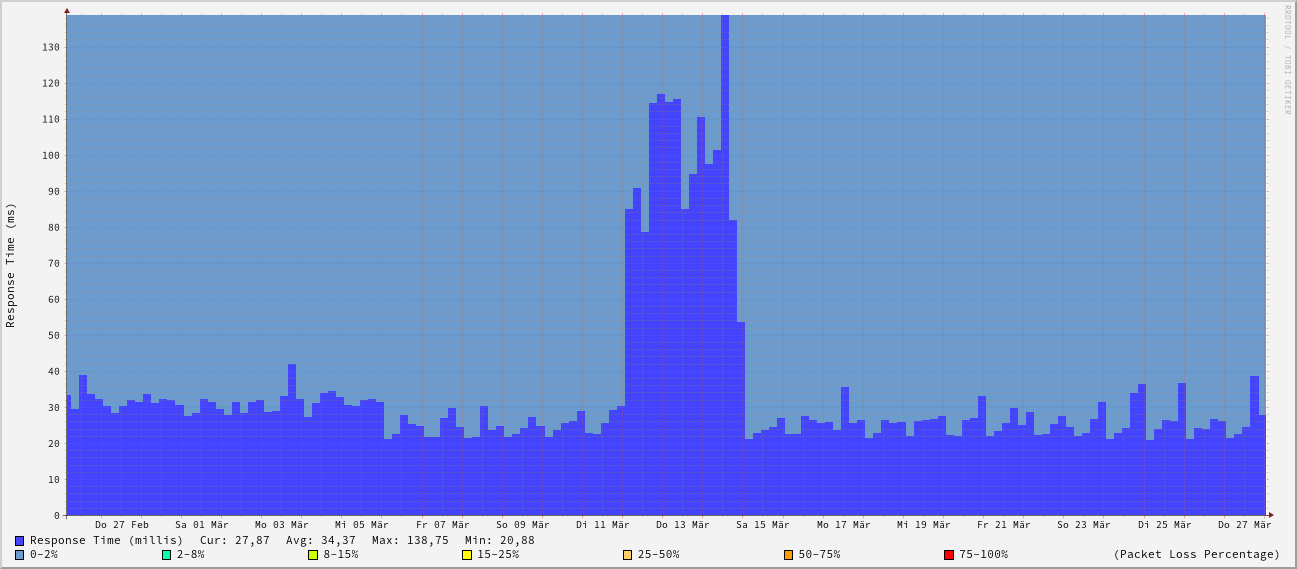 RRDTOOL / TOBI OETIKER
Response Time (ms)
130
120
110
100
90
80
70
60
50
40
30
20
10
0
Do 27 Feb Sa 01 Mär Mo 03 Mär Mi 05 Mär Fr 07 Mär So 09 Mär Di 11 Mär Do 13 Mär Sa 15 Mär Mo 17 Mär Mi 19 Mär Fr 21 Mär So 23 Mär Di 25 Mär Do 27 Mär
Response Time (millis) Cur: 27,87 Avg: 34,37 Max: 138,75 Min: 20,88
0-2% 2-8% 8-15% 15-25% 25-50% 50-75% 75-100% (Packet Loss Percentage)